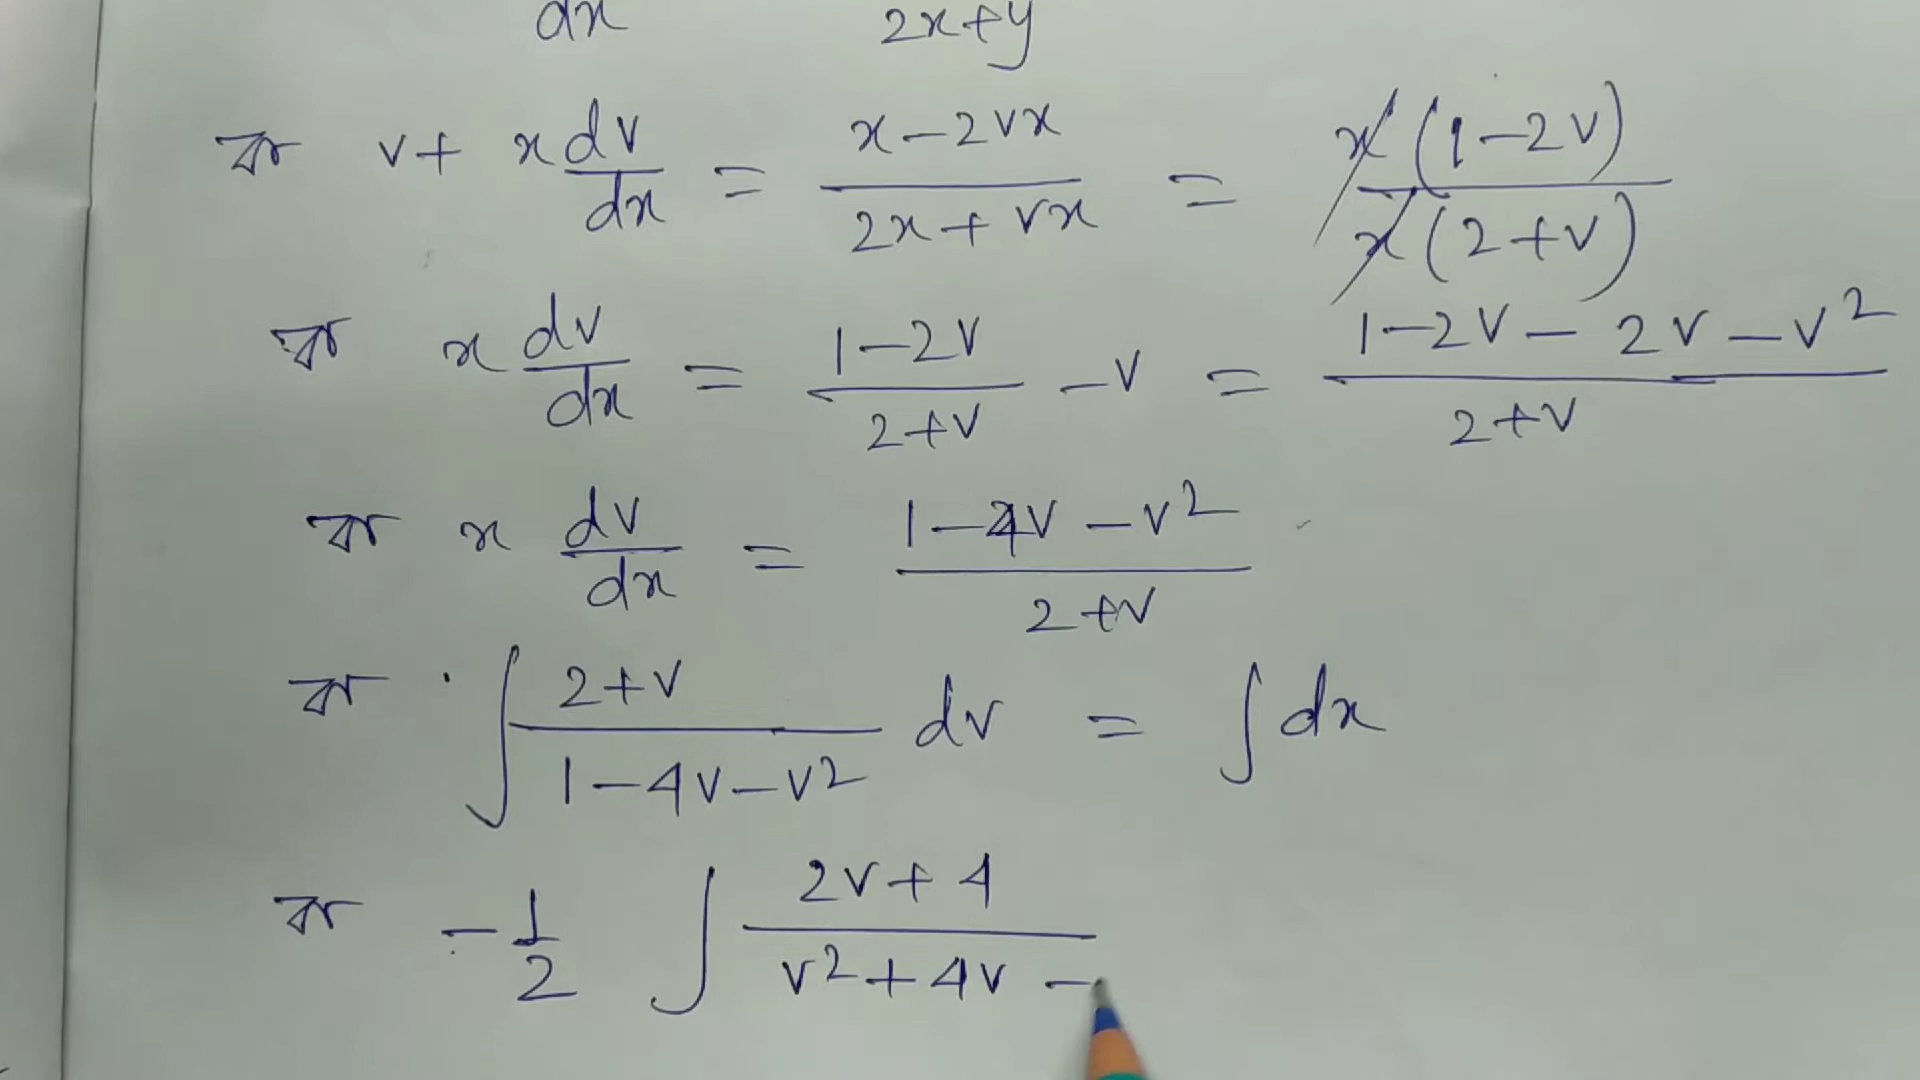 dx 2x+y
বা v + x dv/dx = x-2vx / 2x+vx = x(1-2v) / x(2+v)
বা x dv/dx = 1-2v / 2+v - v = 1-2v-2v-v² / 2+v
বা x dv/dx = 1-4v-v² / 2+v
বা ∫ 2+v / 1-4v-v² dv = ∫ dx
বা -1/2 ∫ 2v+4 / v²+4v -